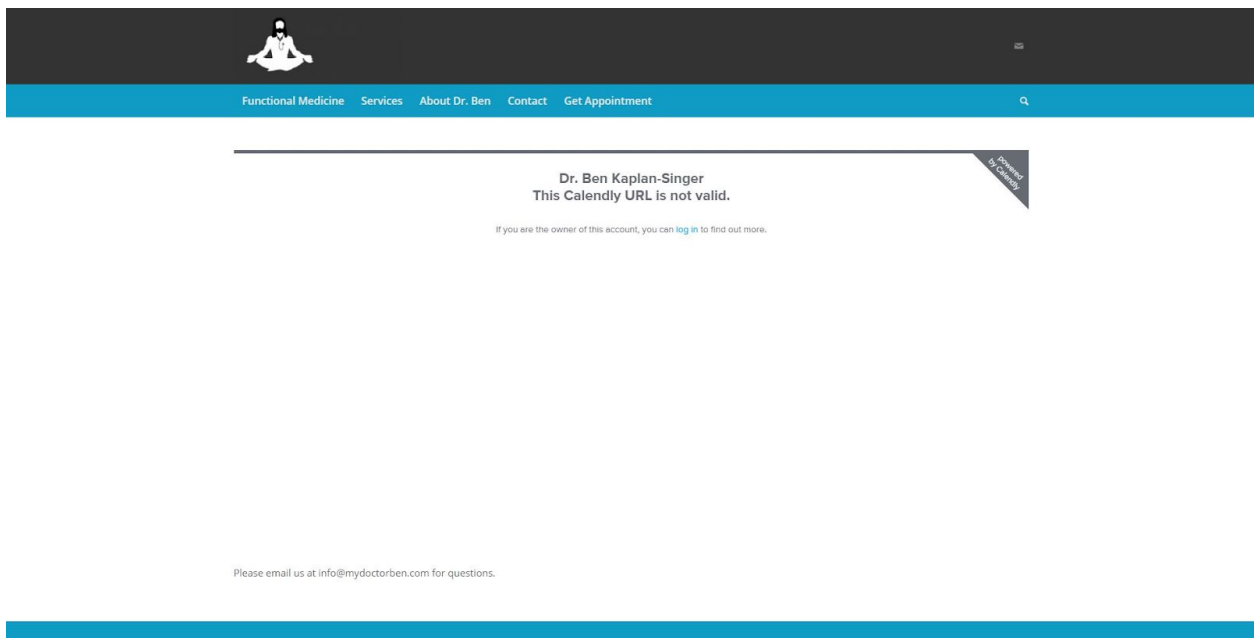 Functional Medicine Services About Dr. Ben Contact Get Appointment
powered
by Calendly
Dr. Ben Kaplan-Singer
This Calendly URL is not valid.
If you are the owner of this account, you can log in to find out more.
Please email us at info@mydoctorben.com for questions.